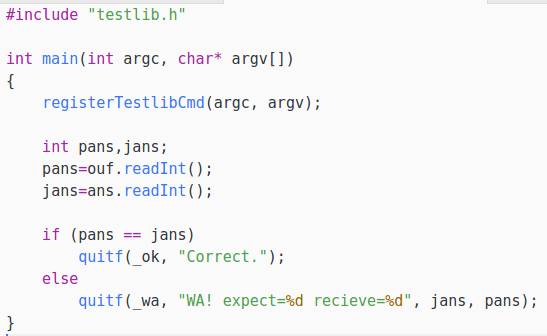 #include "testlib.h"
int main(int argc, char* argv[])
{
registerTestlibCmd(argc, argv);
int pans,jans;
pans=ouf.readInt();
jans=ans.readInt();
if (pans == jans)
quitf(_ok, "Correct.");
else
quitf(_wa, "WA! expect=%d recieve=%d", jans, pans);
}